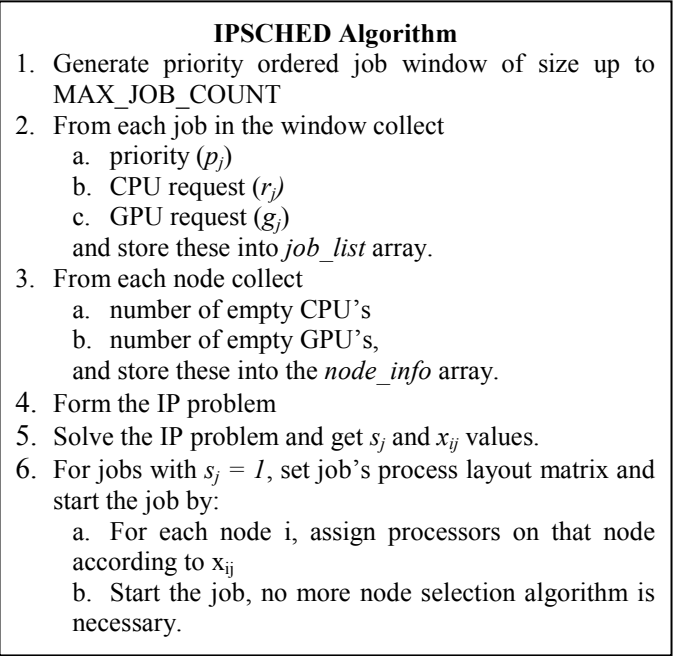 IPSCHED Algorithm
1. Generate priority ordered job window of size up to
MAX_JOB_COUNT
2. From each job in the window collect
a. priority (pj)
b. CPU request (rj)
c. GPU request (gj)
and store these into job_list array.
3. From each node collect
a. number of empty CPU's
b. number of empty GPU's,
and store these into the node_info array.
4. Form the IP problem
5. Solve the IP problem and get sj and xij values.
6. For jobs with sj = 1, set job's process layout matrix and
start the job by:
a. For each node i, assign processors on that node
according to xij
b. Start the job, no more node selection algorithm is
necessary.